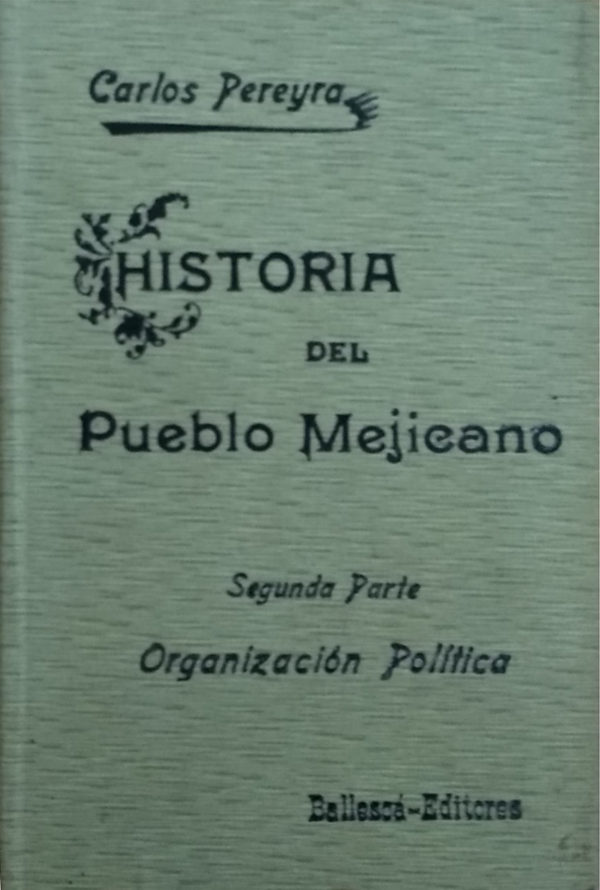 Carlos Pereyra
HISTORIA
DEL
Pueblo Mejicano
Segunda Parte
Organización Política
Ballescá-Editores